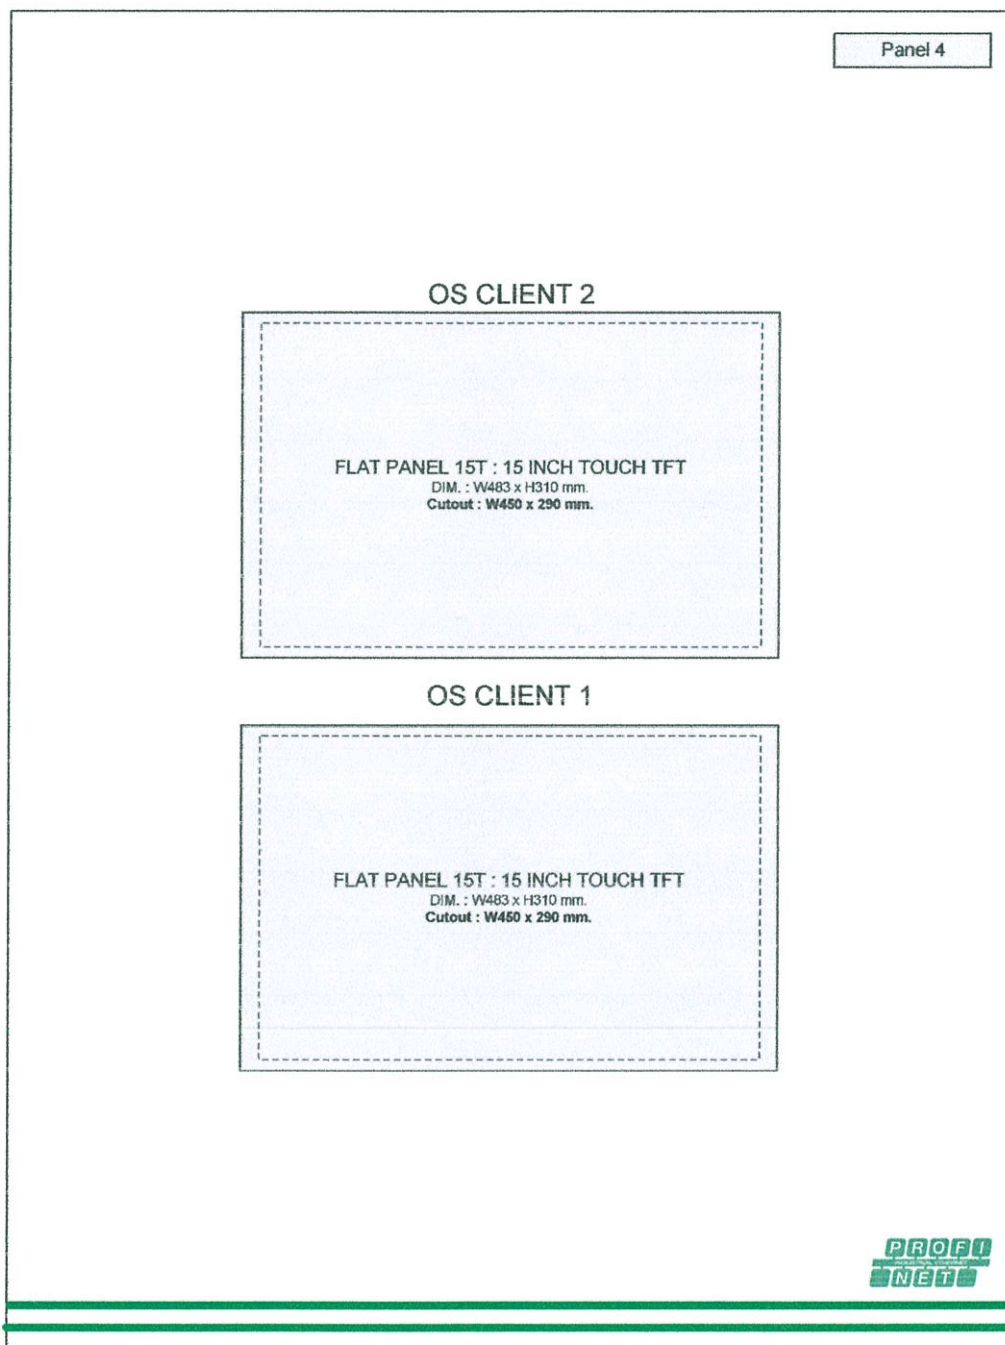 Panel 4
OS CLIENT 2
FLAT PANEL 15T : 15 INCH TOUCH TFT
DIM. : W483 x H310 mm.
Cutout : W450 x 290 mm.
OS CLIENT 1
FLAT PANEL 15T : 15 INCH TOUCH TFT
DIM. : W483 x H310 mm.
Cutout : W450 x 290 mm.
PROFI
INDUSTRIAL ETHERNET
NET